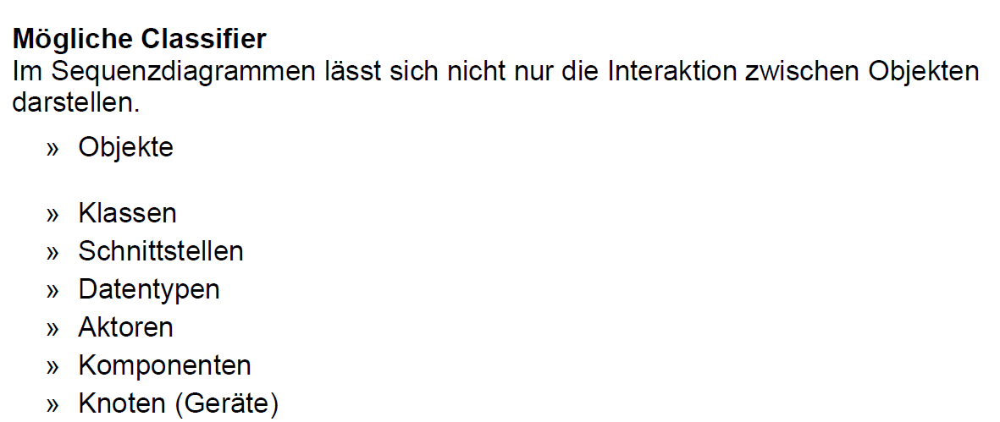 Mögliche Classifier
Im Sequenzdiagrammen lässt sich nicht nur die Interaktion zwischen Objekten
darstellen.
» Objekte
» Klassen
» Schnittstellen
» Datentypen
» Aktoren
» Komponenten
» Knoten (Geräte)